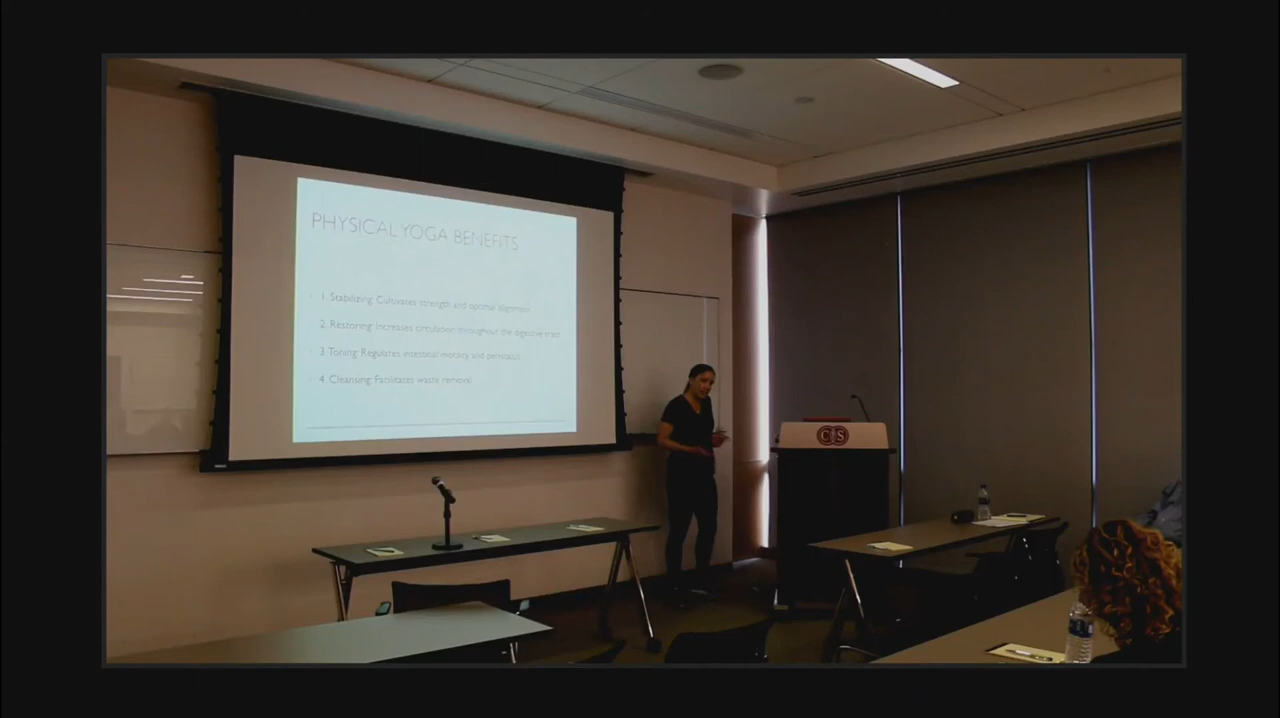 PHYSICAL YOGA BENEFITS
1. Stabilizing: Cultivates strength and optimal alignment
2. Restoring: Increases circulation throughout the digestive tract
3. Toning: Regulates intestinal motility and peristalsis
4. Cleansing: Facilitates waste removal
CIS